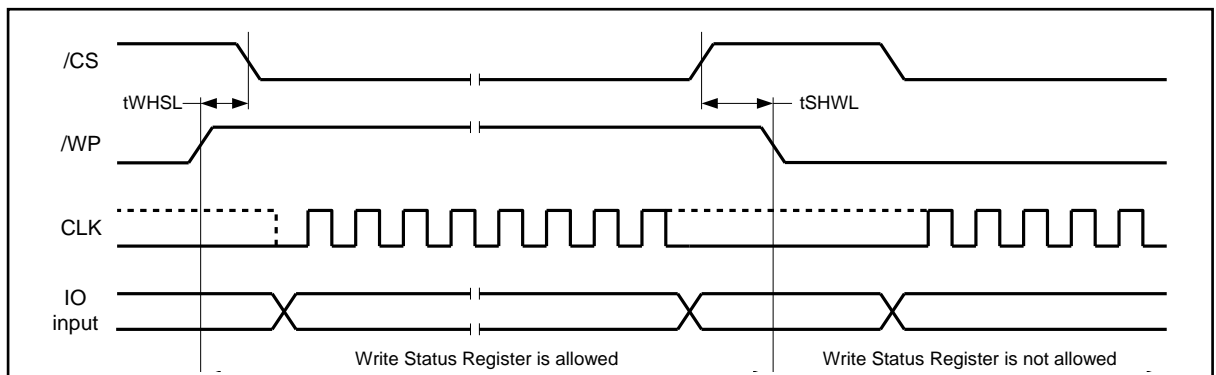 /CS
tWHSL
tSHWL
/WP
CLK
IO
input
Write Status Register is allowed
Write Status Register is not allowed